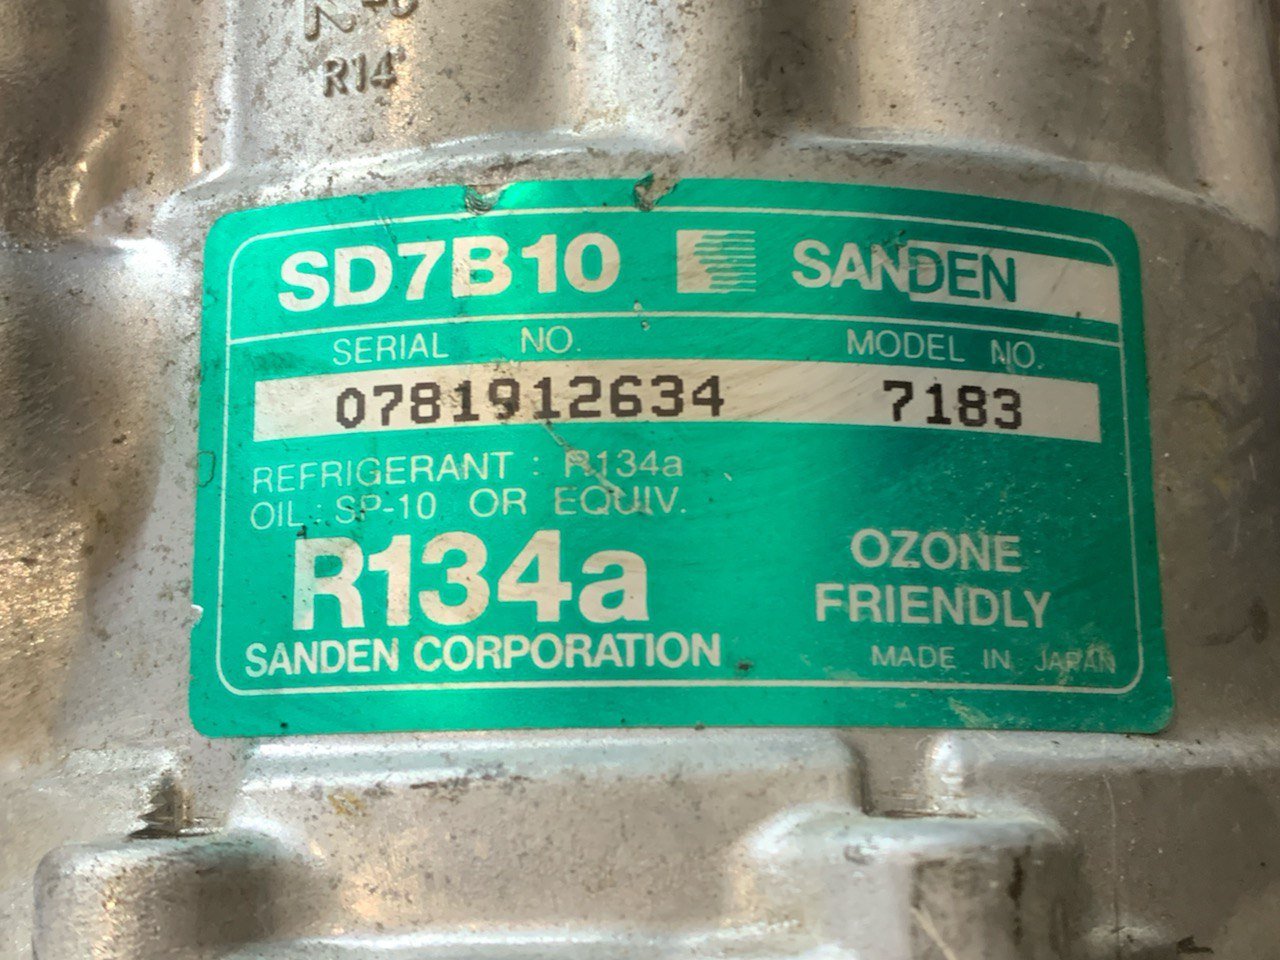 R14
SD7B10 SANDEN
SERIAL NO. MODEL NO.
0781912634 7183
REFRIGERANT : R134a
OIL : SP-10 OR EQUIV.
R134a
OZONE
FRIENDLY
SANDEN CORPORATION
MADE IN JAPAN